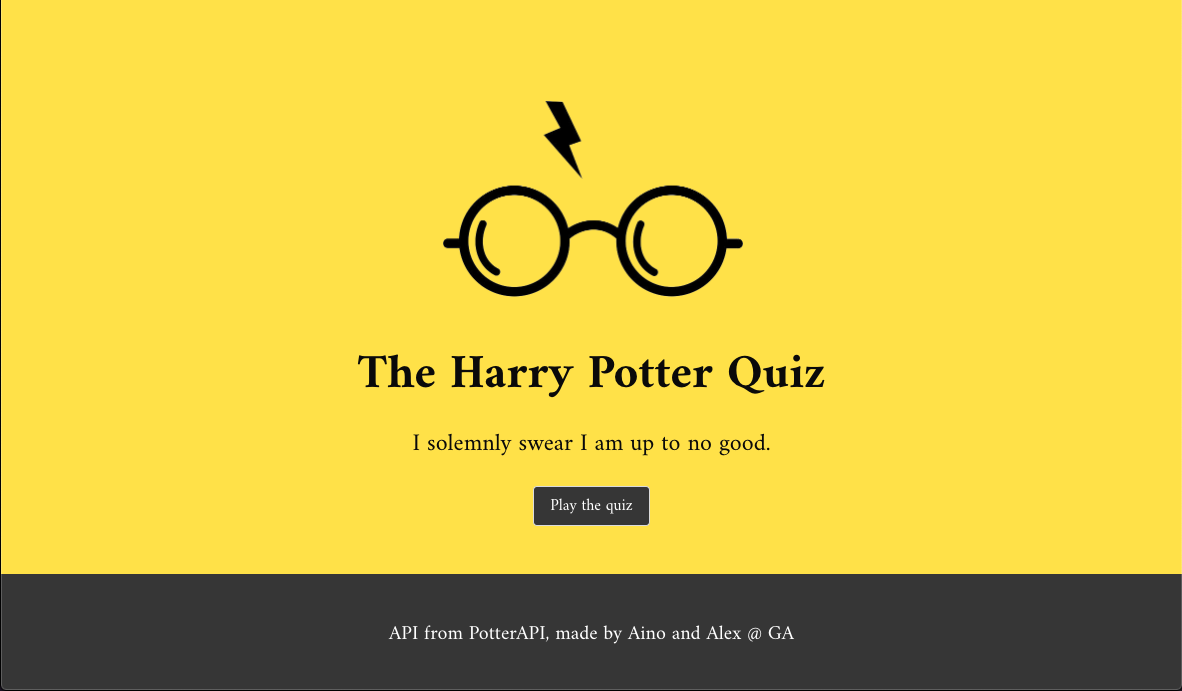 The Harry Potter Quiz
I solemnly swear I am up to no good.
Play the quiz
API from PotterAPI, made by Aino and Alex @ GA